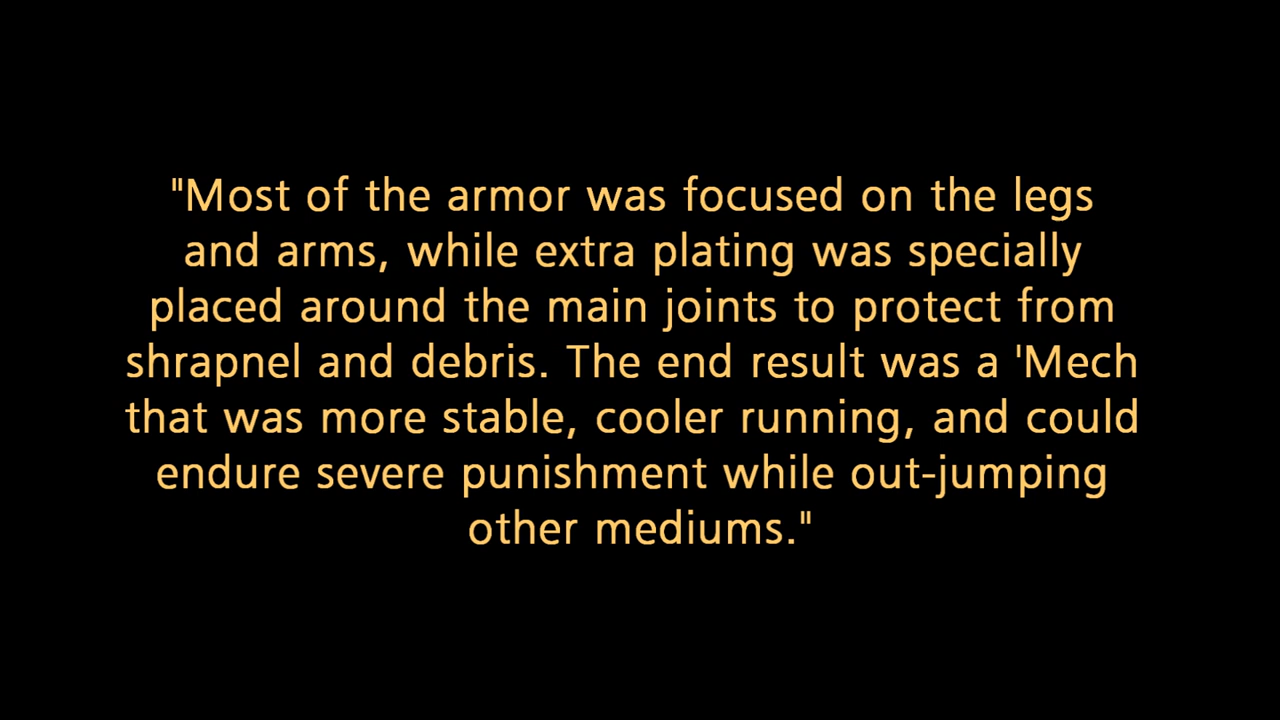 "Most of the armor was focused on the legs
and arms, while extra plating was specially
placed around the main joints to protect from
shrapnel and debris. The end result was a 'Mech
that was more stable, cooler running, and could
endure severe punishment while out-jumping
other mediums."